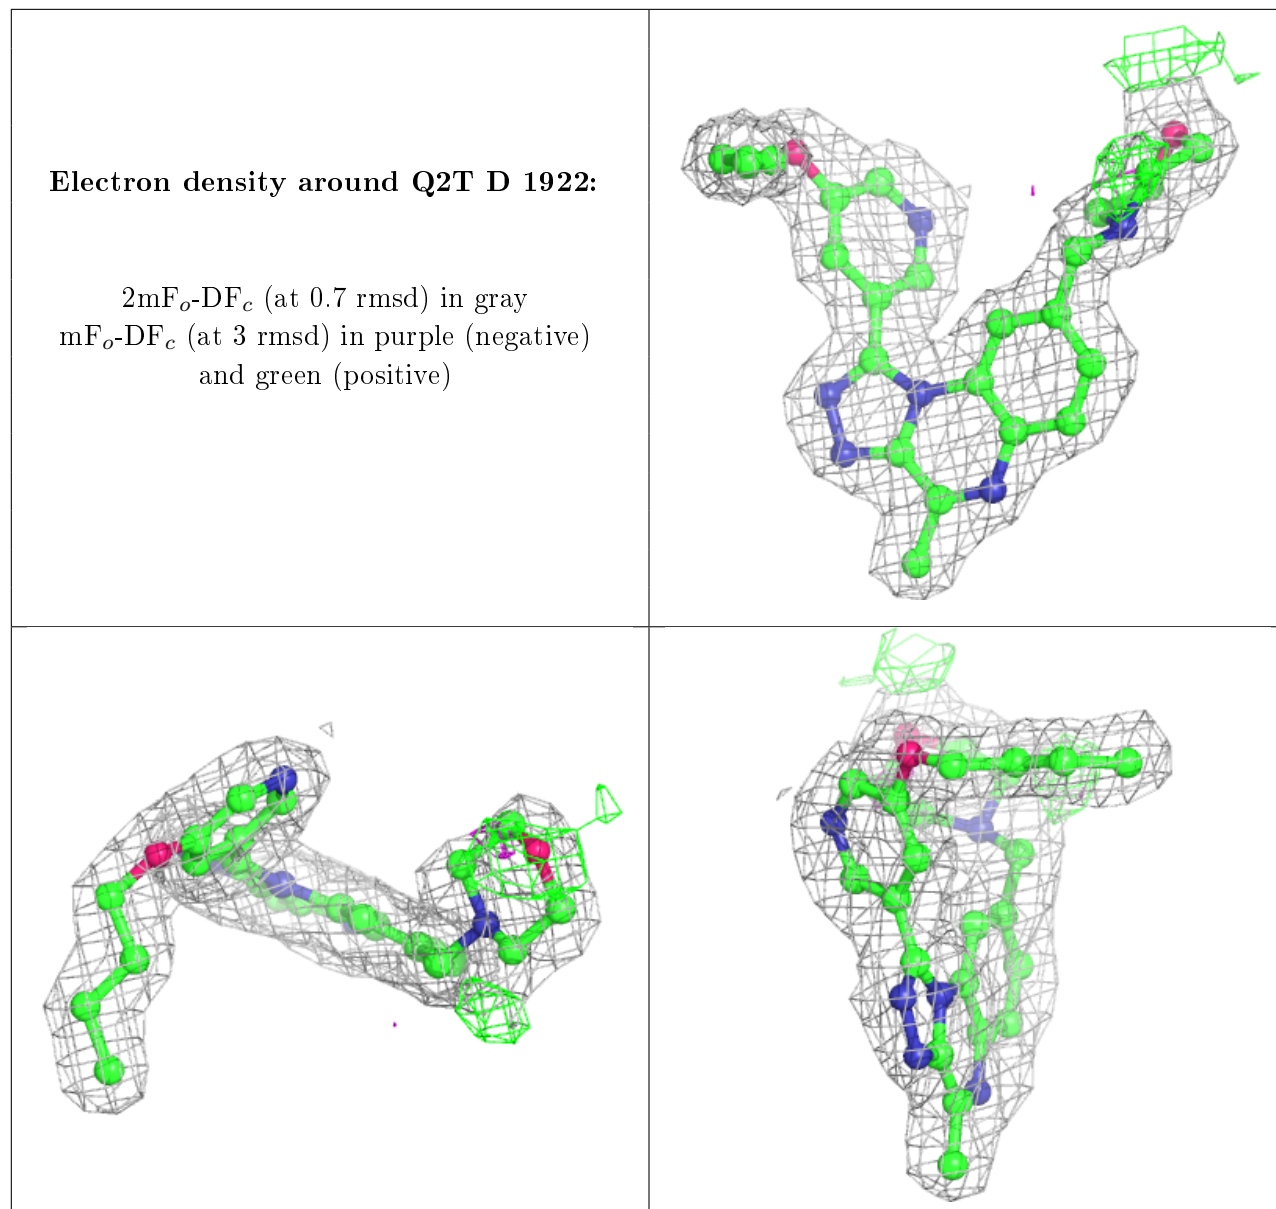 Electron density around Q2T D 1922:
2mFₒ-DF𝒸 (at 0.7 rmsd) in gray
mFₒ-DF𝒸 (at 3 rmsd) in purple (negative)
and green (positive)